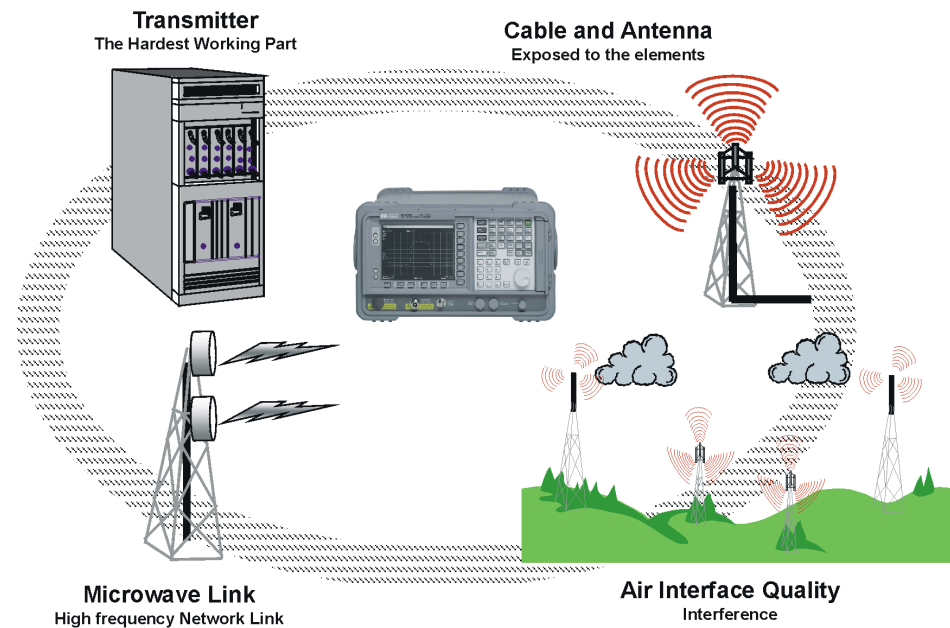 Transmitter
The Hardest Working Part
Cable and Antenna
Exposed to the elements
Microwave Link
High frequency Network Link
Air Interface Quality
Interference